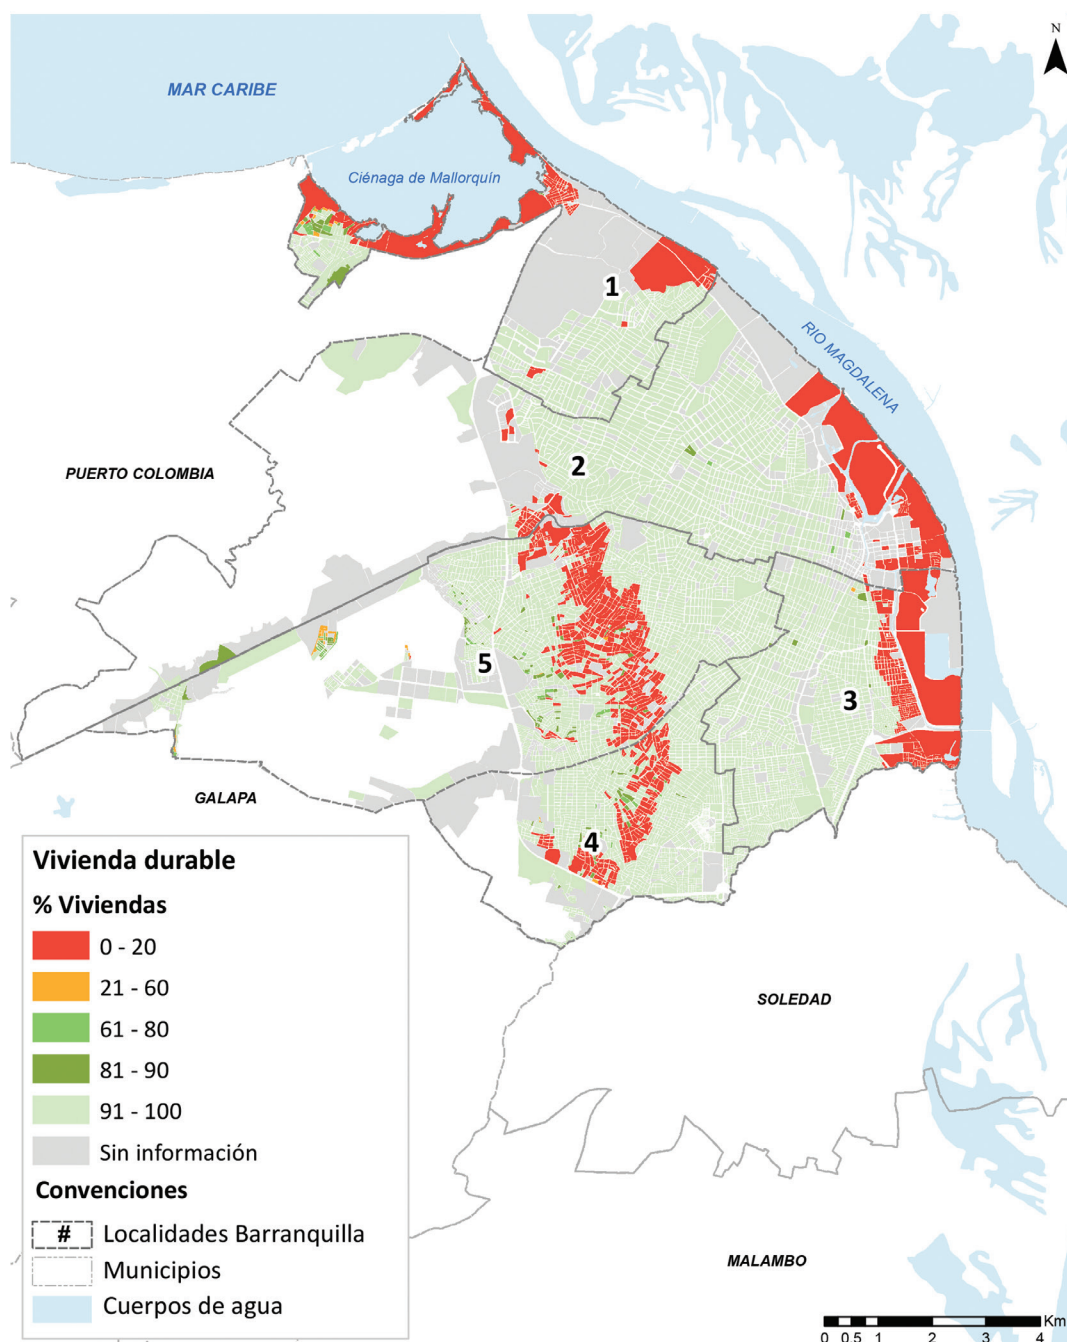 N
MAR CARIBE
Ciénaga de Mallorquín
1
RIO MAGDALENA
2
PUERTO COLOMBIA
5
3
GALAPA
4
Vivienda durable
% Viviendas
0 - 20
21 - 60
61 - 80
81 - 90
91 - 100
Sin información
Convenciones
# Localidades Barranquilla
Municipios
Cuerpos de agua
SOLEDAD
MALAMBO
Km
0 0.5 1 2 3 4